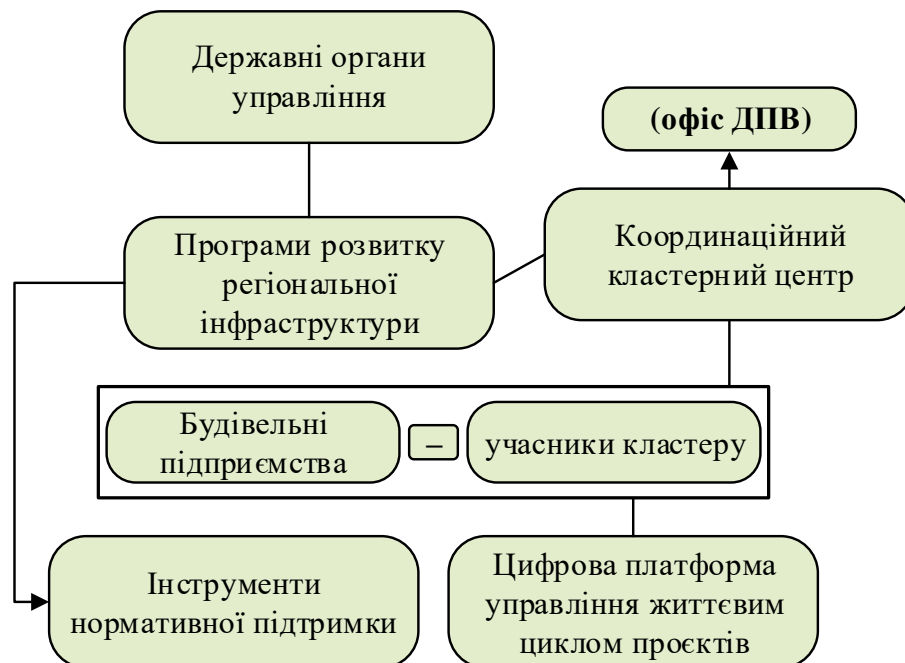 Державні органи
управління
(офіс ДПВ)
Програми розвитку
регіональної
інфраструктури
Координаційний
кластерний центр
Будівельні
підприємства
–
учасники кластеру
Інструменти
нормативної підтримки
Цифрова платформа
управління життєвим
циклом проєктів